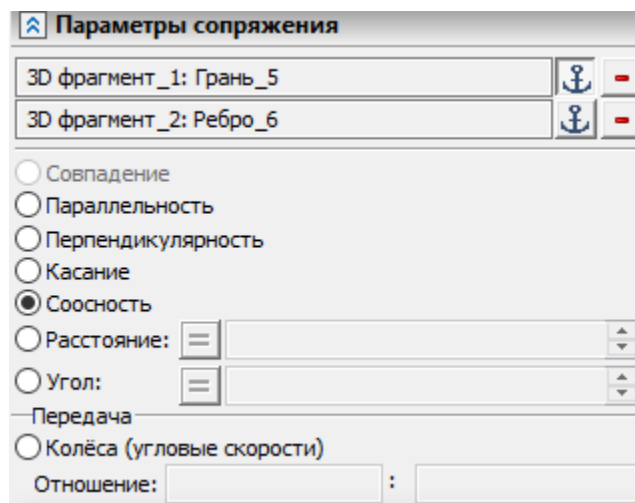 Параметры сопряжения
3D фрагмент_1: Грань_5
3D фрагмент_2: Ребро_6
Совпадение
Параллельность
Перпендикулярность
Касание
Соосность
Расстояние: =
Угол: =
Передача
Колёса (угловые скорости)
Отношение: :